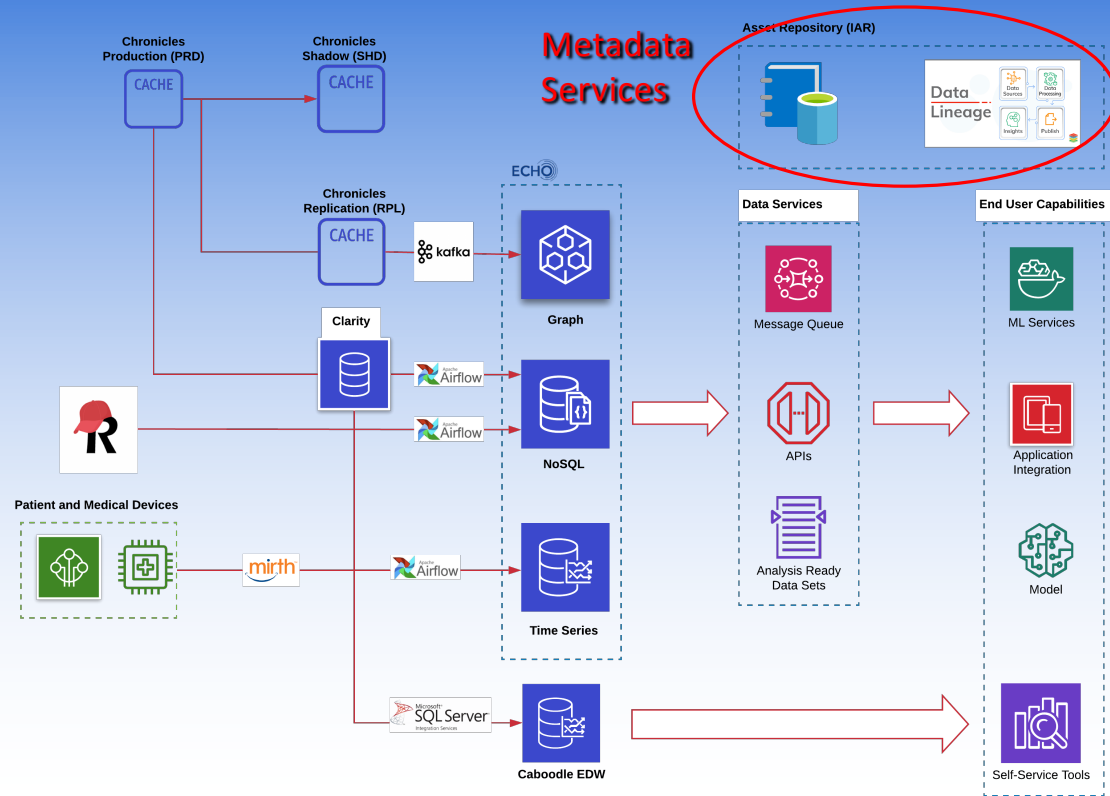 Metadata
Services
Asset Repository (IAR)
Data
Lineage
Data
Sources
Data
Processing
Insights
Publish
Chronicles
Production (PRD)
CACHE
Chronicles
Shadow (SHD)
CACHE
Chronicles
Replication (RPL)
CACHE
kafka
ECHO
Graph
Clarity
Apache
Airflow
Apache
Airflow
NoSQL
R
Patient and Medical Devices
mirth
Apache
Airflow
Time Series
Microsoft
SQL Server
Integration Services
Caboodle EDW
Data Services
Message Queue
APIs
Analysis Ready
Data Sets
End User Capabilities
ML Services
Application
Integration
Model
Self-Service Tools